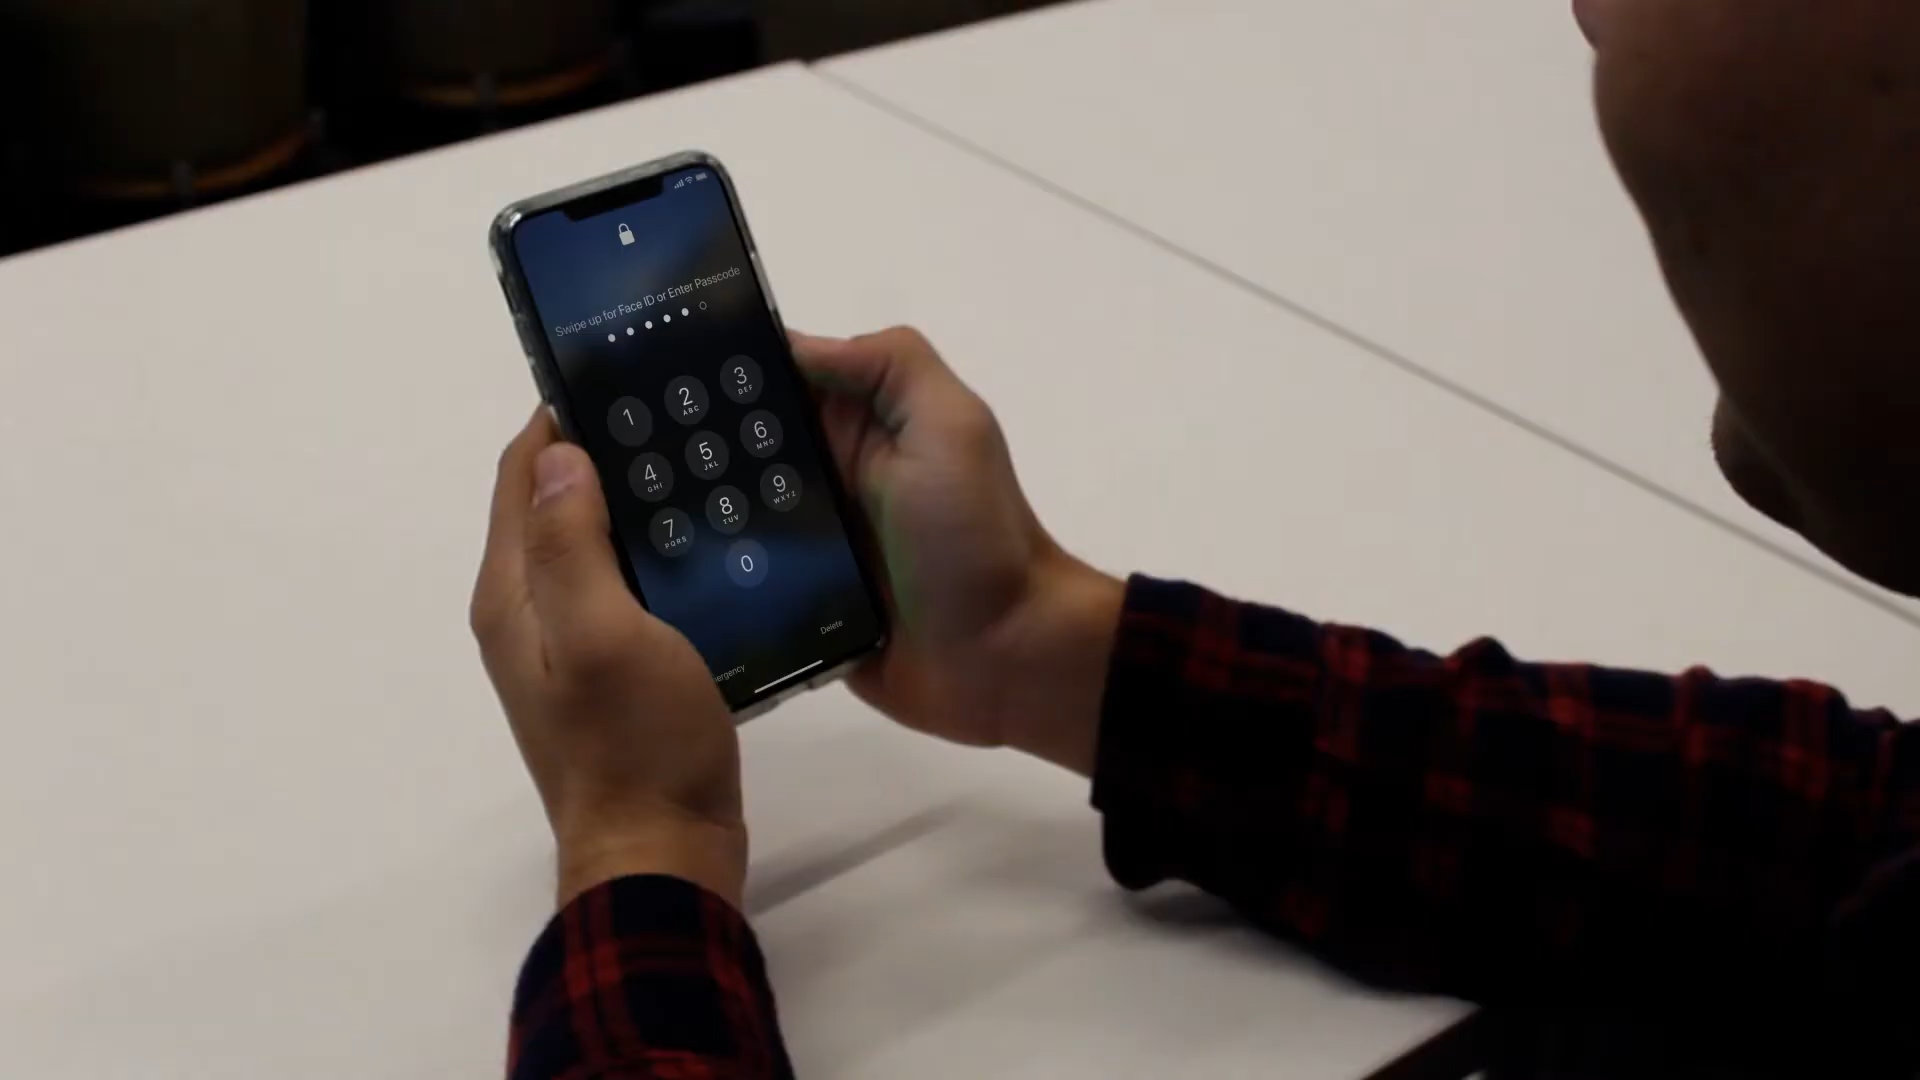 Swipe up for Face ID or Enter Passcode
1
2
ABC
3
DEF
4
GHI
5
JKL
6
MNO
7
PQRS
8
TUV
9
WXYZ
0
Delete
ergency